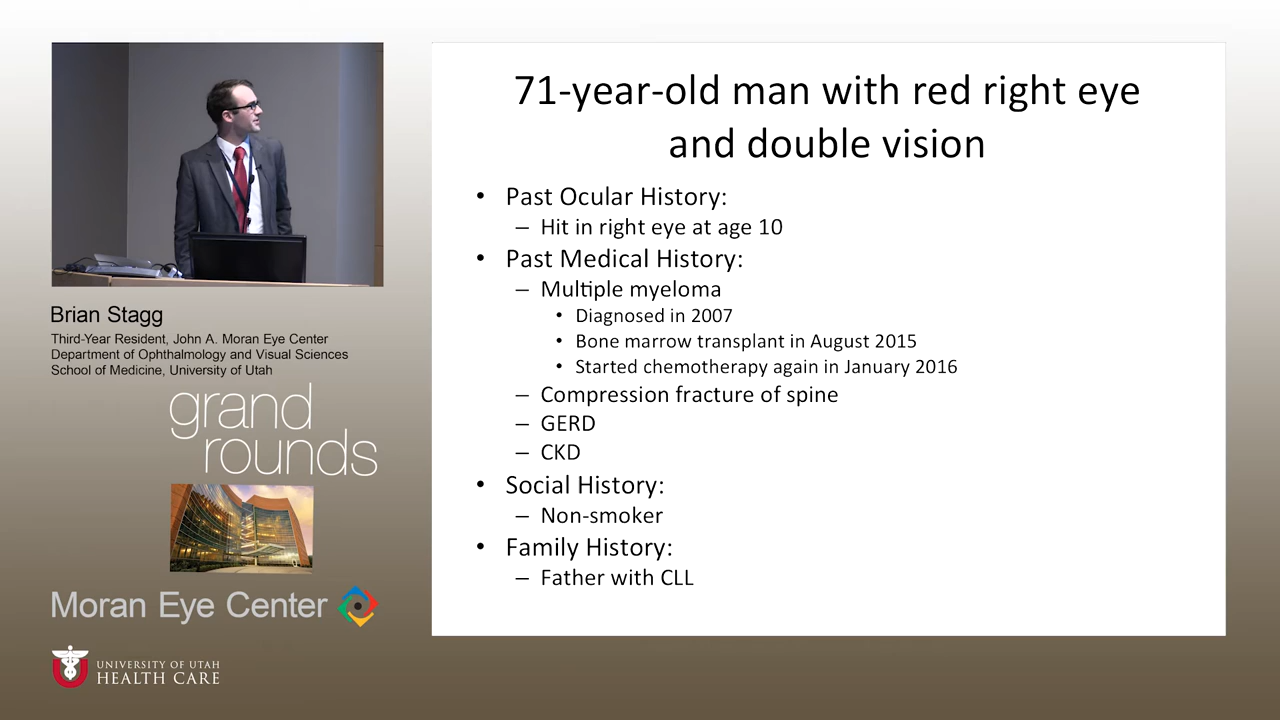 71-year-old man with red right eye
and double vision
• Past Ocular History:
– Hit in right eye at age 10
• Past Medical History:
– Multiple myeloma
• Diagnosed in 2007
• Bone marrow transplant in August 2015
• Started chemotherapy again in January 2016
– Compression fracture of spine
– GERD
– CKD
• Social History:
– Non-smoker
• Family History:
– Father with CLL
Brian Stagg
Third-Year Resident, John A. Moran Eye Center
Department of Ophthalmology and Visual Sciences
School of Medicine, University of Utah
grand
rounds
Moran Eye Center
U
UNIVERSITY OF UTAH
HEALTH CARE